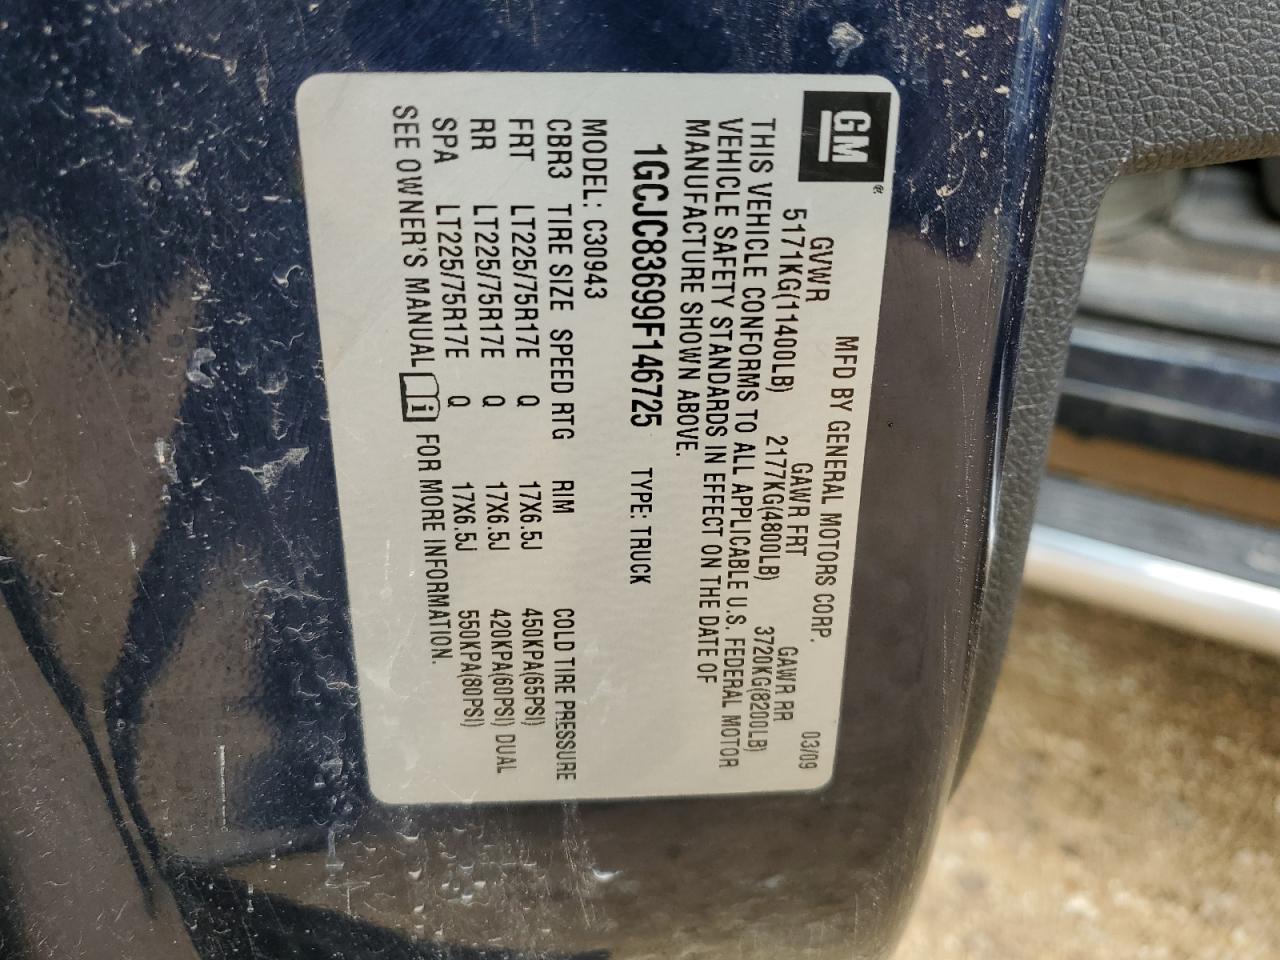 GM®
MFD BY GENERAL MOTORS CORP. 03/09
GVWR GAWR FRT GAWR RR
5171KG(11400LB) 2177KG(4800LB) 3720KG(8200LB)
THIS VEHICLE CONFORMS TO ALL APPLICABLE U.S. FEDERAL MOTOR
VEHICLE SAFETY STANDARDS IN EFFECT ON THE DATE OF
MANUFACTURE SHOWN ABOVE.
1GCJC83699F146725 TYPE: TRUCK
MODEL: C30943
CBR3 TIRE SIZE SPEED RTG RIM COLD TIRE PRESSURE
FRT LT225/75R17E Q 17X6.5J 450KPA(65PSI)
RR LT225/75R17E Q 17X6.5J 420KPA(60PSI) DUAL
SPA LT225/75R17E Q 17X6.5J 550KPA(80PSI)
SEE OWNER'S MANUAL i FOR MORE INFORMATION.